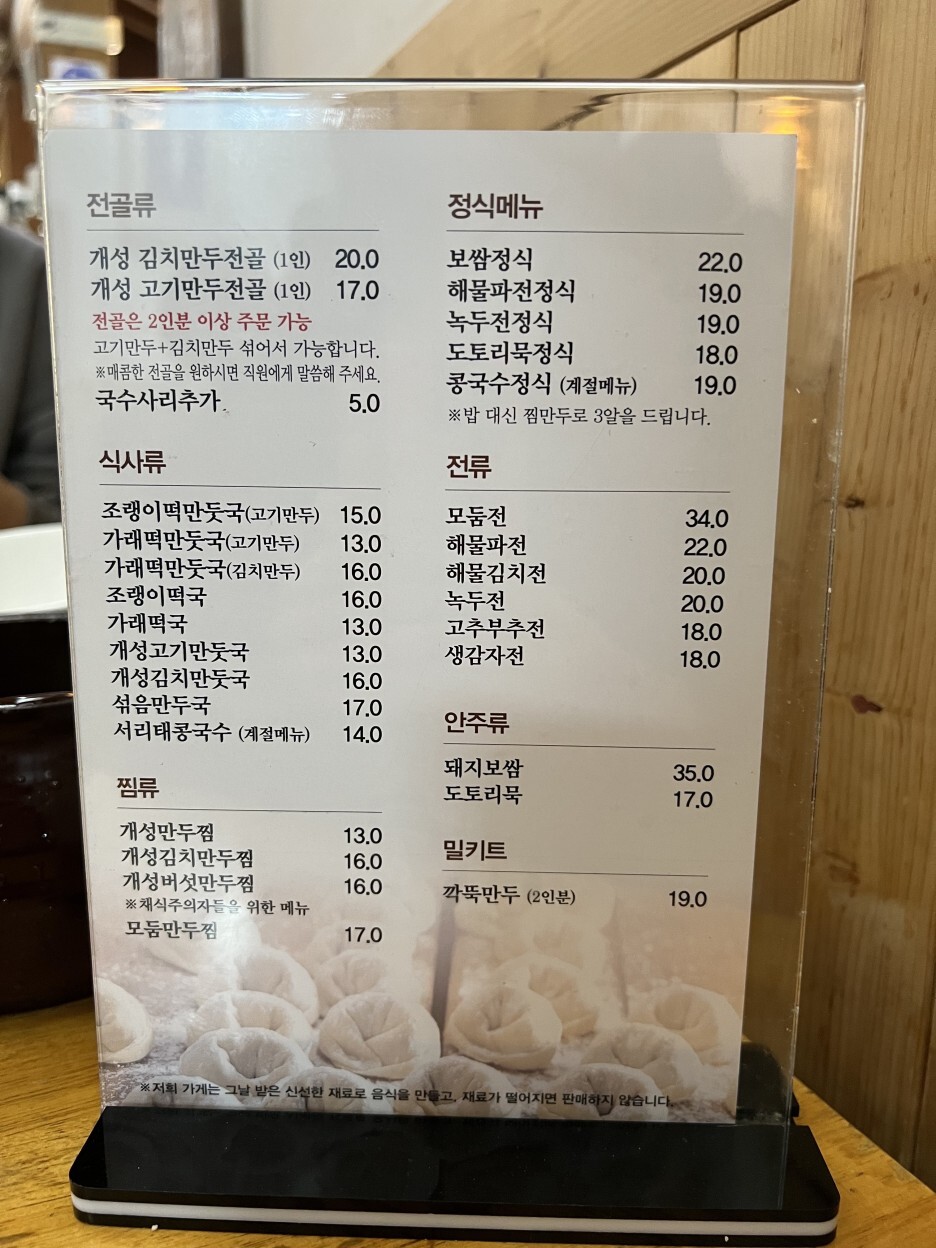 전골류
개성 김치만두전골 (1인) 20.0
개성 고기만두전골 (1인) 17.0
전골은 2인분 이상 주문 가능
고기만두+김치만두 섞어서 가능합니다.
※매콤한 전골을 원하시면 직원에게 말씀해 주세요.
국수사리추가 5.0
식사류
조랭이떡만둣국(고기만두) 15.0
가래떡만둣국(고기만두) 13.0
가래떡만둣국(김치만두) 16.0
조랭이떡국 16.0
가래떡국 13.0
개성고기만둣국 13.0
개성김치만둣국 16.0
섞음만두국 17.0
서리태콩국수 (계절메뉴) 14.0
찜류
개성만두찜 13.0
개성김치만두찜 16.0
개성버섯만두찜 16.0
※채식주의자들을 위한 메뉴
모둠만두찜 17.0
정식메뉴
보쌈정식 22.0
해물파전정식 19.0
녹두전정식 19.0
도토리묵정식 18.0
콩국수정식 (계절메뉴) 19.0
※밥 대신 찜만두로 3알을 드립니다.
전류
모둠전 34.0
해물파전 22.0
해물김치전 20.0
녹두전 20.0
고추부추전 18.0
생감자전 18.0
안주류
돼지보쌈 35.0
도토리묵 17.0
밀키트
깍뚝만두 (2인분) 19.0
※저희 가게는 그날 받은 신선한 재료로 음식을 만들고, 재료가 떨어지면 판매하지 않습니다.